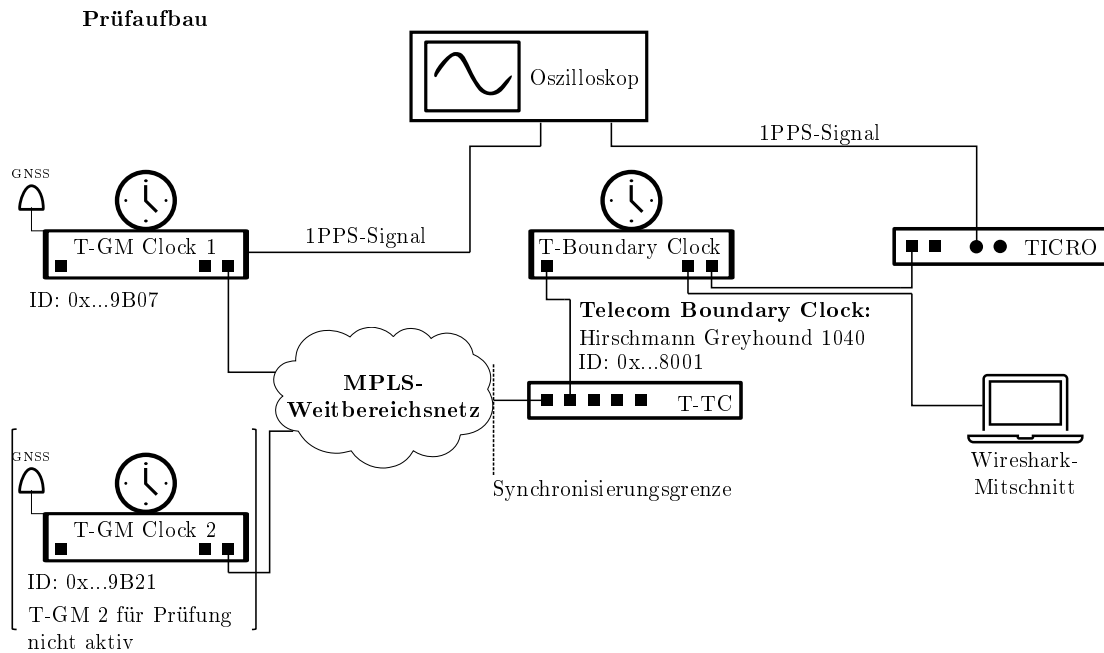 Prüfaufbau
Oszilloskop
1PPS-Signal
GNSS
T-GM Clock 1
1PPS-Signal
T-Boundary Clock
TICRO
ID: 0x...9B07
Telecom Boundary Clock:
Hirschmann Greyhound 1040
ID: 0x...8001
MPLS-
Weitbereichsnetz
T-TC
GNSS
Wireshark-
Mitschnitt
Synchronisierungsgrenze
T-GM Clock 2
ID: 0x...9B21
T-GM 2 für Prüfung
nicht aktiv